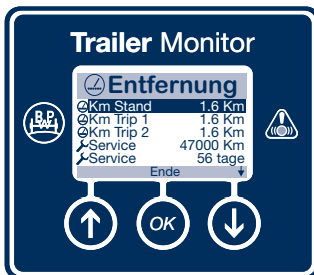 Trailer Monitor
Entfernung
Km Stand 1.6 Km
Km Trip 1 1.6 Km
Km Trip 2 1.6 Km
Service 47000 Km
Service 56 tage
Ende
BPW
OK